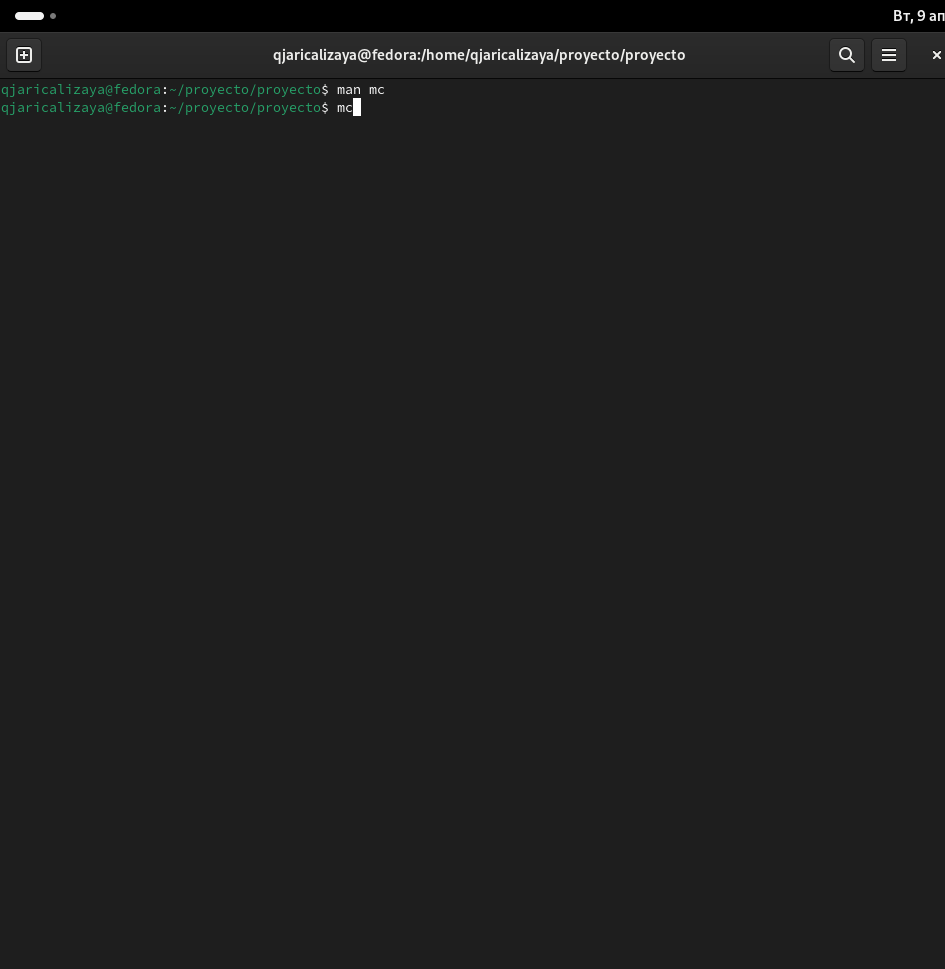 Вт, 9 ап
qjaricalizaya@fedora:/home/qjaricalizaya/proyecto/proyecto
qjaricalizaya@fedora:~/proyecto/proyecto$ man mc
qjaricalizaya@fedora:~/proyecto/proyecto$ mc